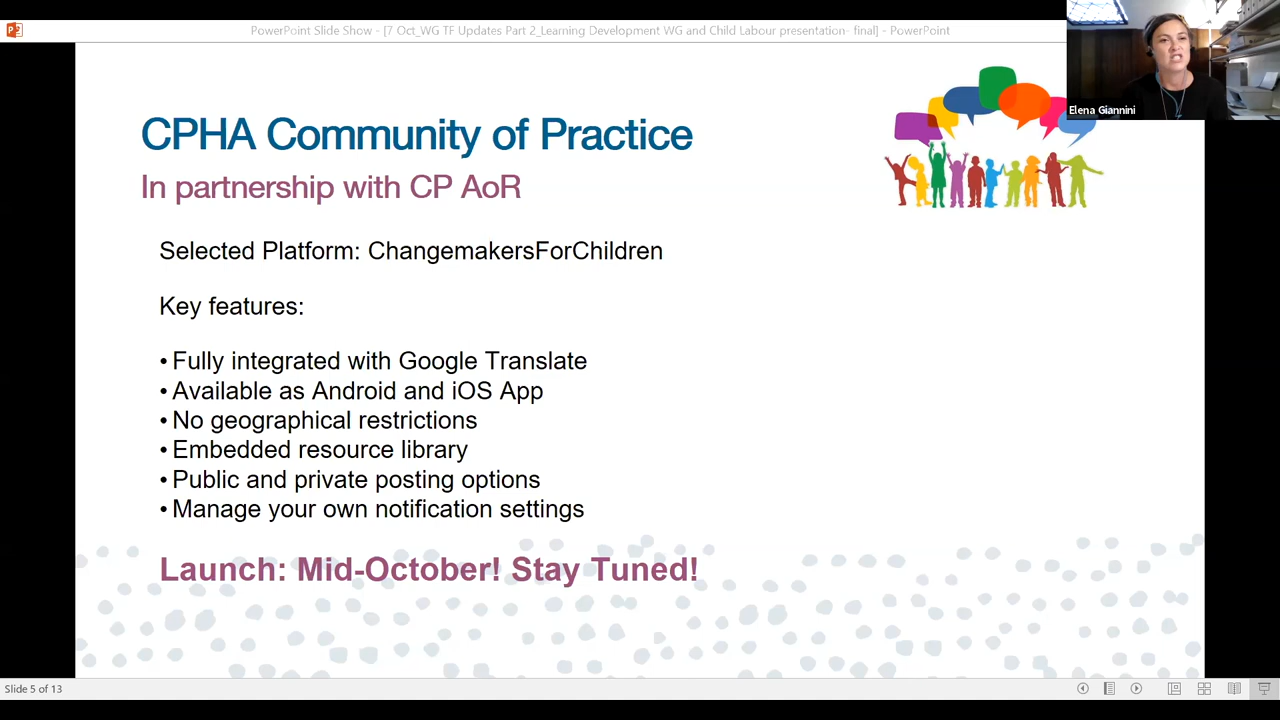 PowerPoint Slide Show - [7 Oct_WG TF Updates Part 2_Learning Development WG and Child Labour presentation- final] - PowerPoint
Elena Giannini
CPHA Community of Practice
In partnership with CP AoR
Selected Platform: ChangemakersForChildren
Key features:
• Fully integrated with Google Translate
• Available as Android and iOS App
• No geographical restrictions
• Embedded resource library
• Public and private posting options
• Manage your own notification settings
Launch: Mid-October! Stay Tuned!
Slide 5 of 13